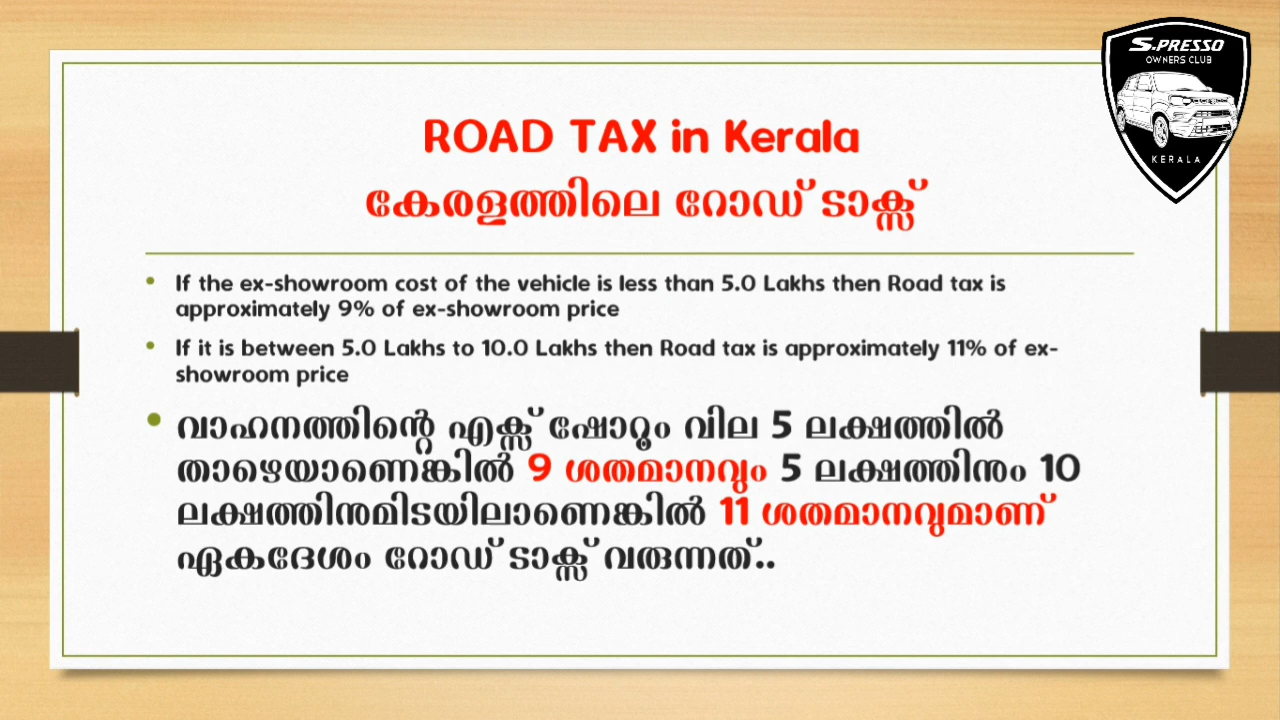 S-PRESSO
OWNERS CLUB
KERALA
ROAD TAX in Kerala
കേരളത്തിലെ റോഡ് ടാക്സ്
• If the ex-showroom cost of the vehicle is less than 5.0 Lakhs then Road tax is
approximately 9% of ex-showroom price
• If it is between 5.0 Lakhs to 10.0 Lakhs then Road tax is approximately 11% of ex-
showroom price
• വാഹനത്തിന്റെ എക്സ് ഷോറൂം വില 5 ലക്ഷത്തിൽ
താഴെയാണെങ്കിൽ 9 ശതമാനവും 5 ലക്ഷത്തിനും 10
ലക്ഷത്തിനുമിടയിലാണെങ്കിൽ 11 ശതമാനവുമാണ്
ഏകദേശം റോഡ് ടാക്സ് വരുന്നത്..